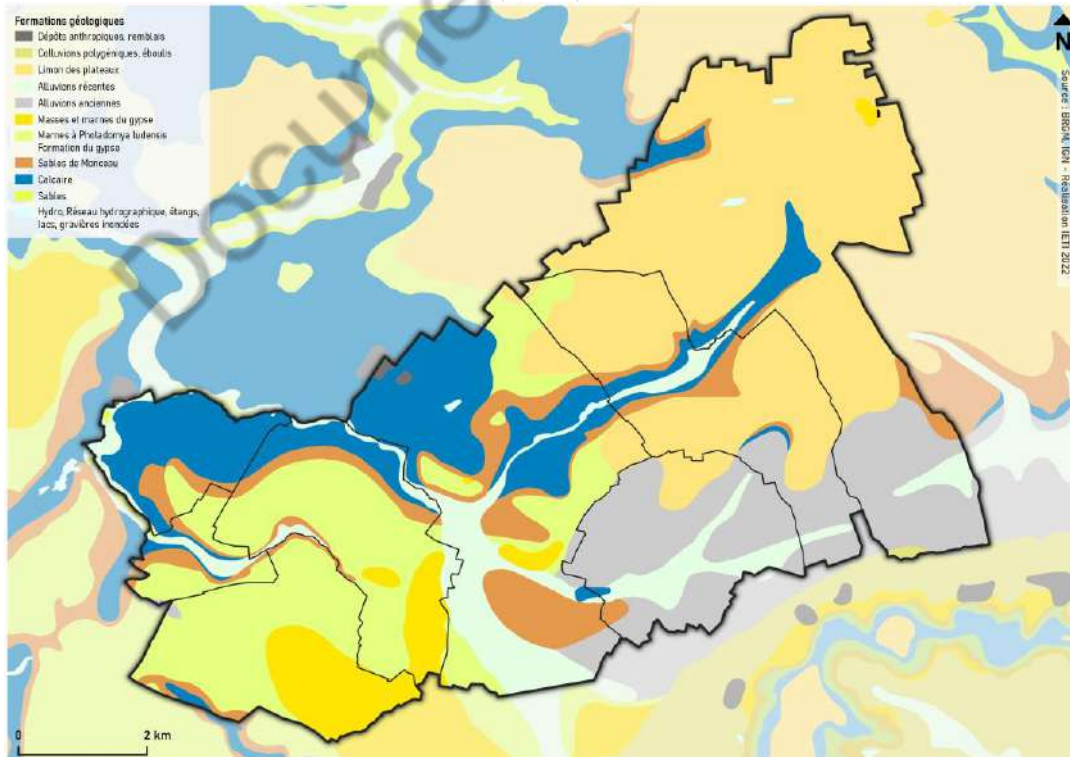 Formations géologiques
Dépôts anthropiques, remblais
Colluvions polygéniques, éboulis
Limon des plateaux
Alluvions récentes
Alluvions anciennes
Masses et marnes du gypse
Marnes à Pholadomya ludensis
Formation du gypse
Sables de Monceau
Calcaire
Sables
Hydro, Réseau hydrographique, étangs,
lacs, gravières inondées
Docume
N
Source : BRGM, IGN - Réalisation IETI 2022
0 2 km